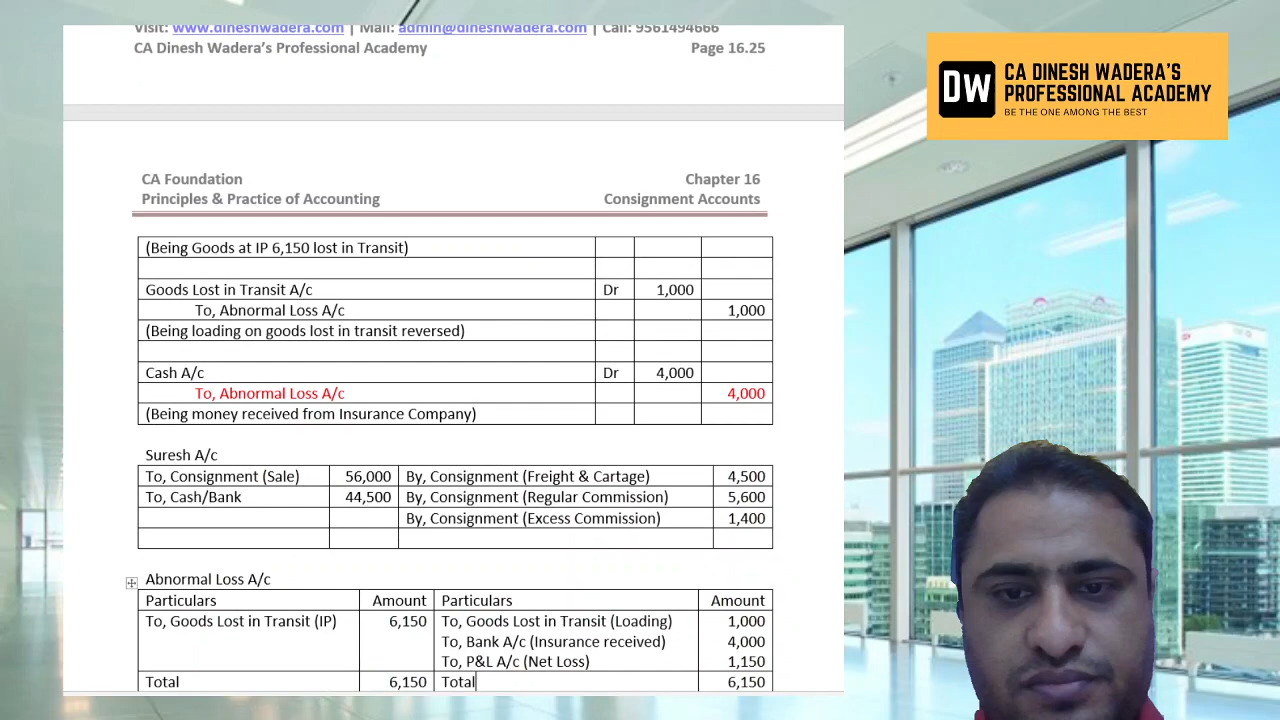 Visit: www.dineshwadera.com | Mail: admin@dineshwadera.com | Call: 9561494666
CA Dinesh Wadera's Professional Academy Page 16.25
CA Foundation Chapter 16
Principles & Practice of Accounting Consignment Accounts
(Being Goods at IP 6,150 lost in Transit)
Goods Lost in Transit A/c Dr 1,000
To, Abnormal Loss A/c 1,000
(Being loading on goods lost in transit reversed)
Cash A/c Dr 4,000
To, Abnormal Loss A/c 4,000
(Being money received from Insurance Company)
Suresh A/c
To, Consignment (Sale) 56,000 By, Consignment (Freight & Cartage) 4,500
To, Cash/Bank 44,500 By, Consignment (Regular Commission) 5,600
By, Consignment (Excess Commission) 1,400
Abnormal Loss A/c
Particulars Amount Particulars Amount
To, Goods Lost in Transit (IP) 6,150 To, Goods Lost in Transit (Loading) 1,000
To, Bank A/c (Insurance received) 4,000
To, P&L A/c (Net Loss) 1,150
Total 6,150 Total 6,150
DW
CA DINESH WADERA'S
PROFESSIONAL ACADEMY
BE THE ONE AMONG THE BEST